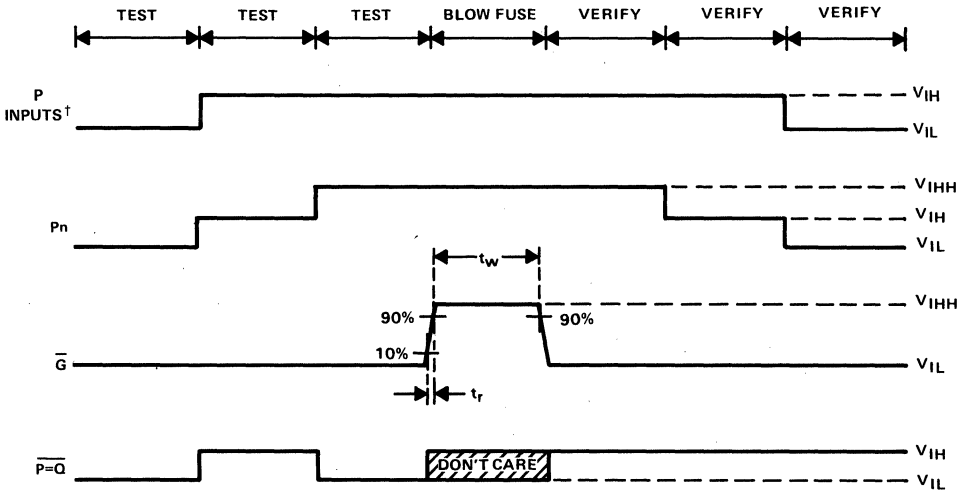 TEST TEST TEST BLOW FUSE VERIFY VERIFY VERIFY
P
INPUTS†
VIH
VIL
Pn
VIHH
VIH
VIL
tw
VIHH
90% 90%
10%
G̅
VIL
tr
P̅=̅Q̅
DON'T CARE
VIH
VIL